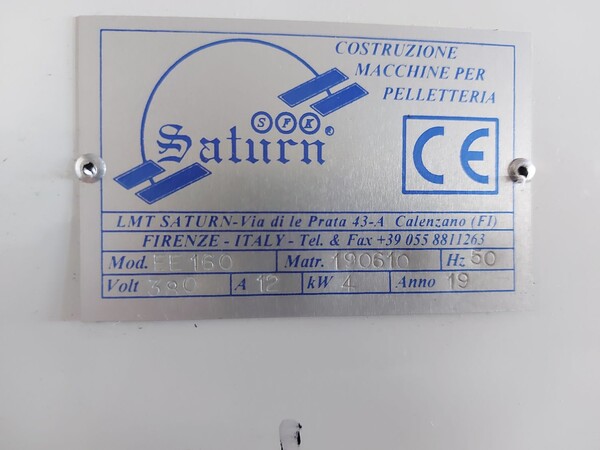 COSTRUZIONE
MACCHINE PER
PELLETTERIA
SFK
Saturn®
CE
LMT SATURN-Via di le Prata 43-A Calenzano (FI)
FIRENZE - ITALY - Tel. & Fax +39 055 8811263
Mod. FE 160 Matr. 190610 Hz 50
Volt 380 A 12 kW 4 Anno 19